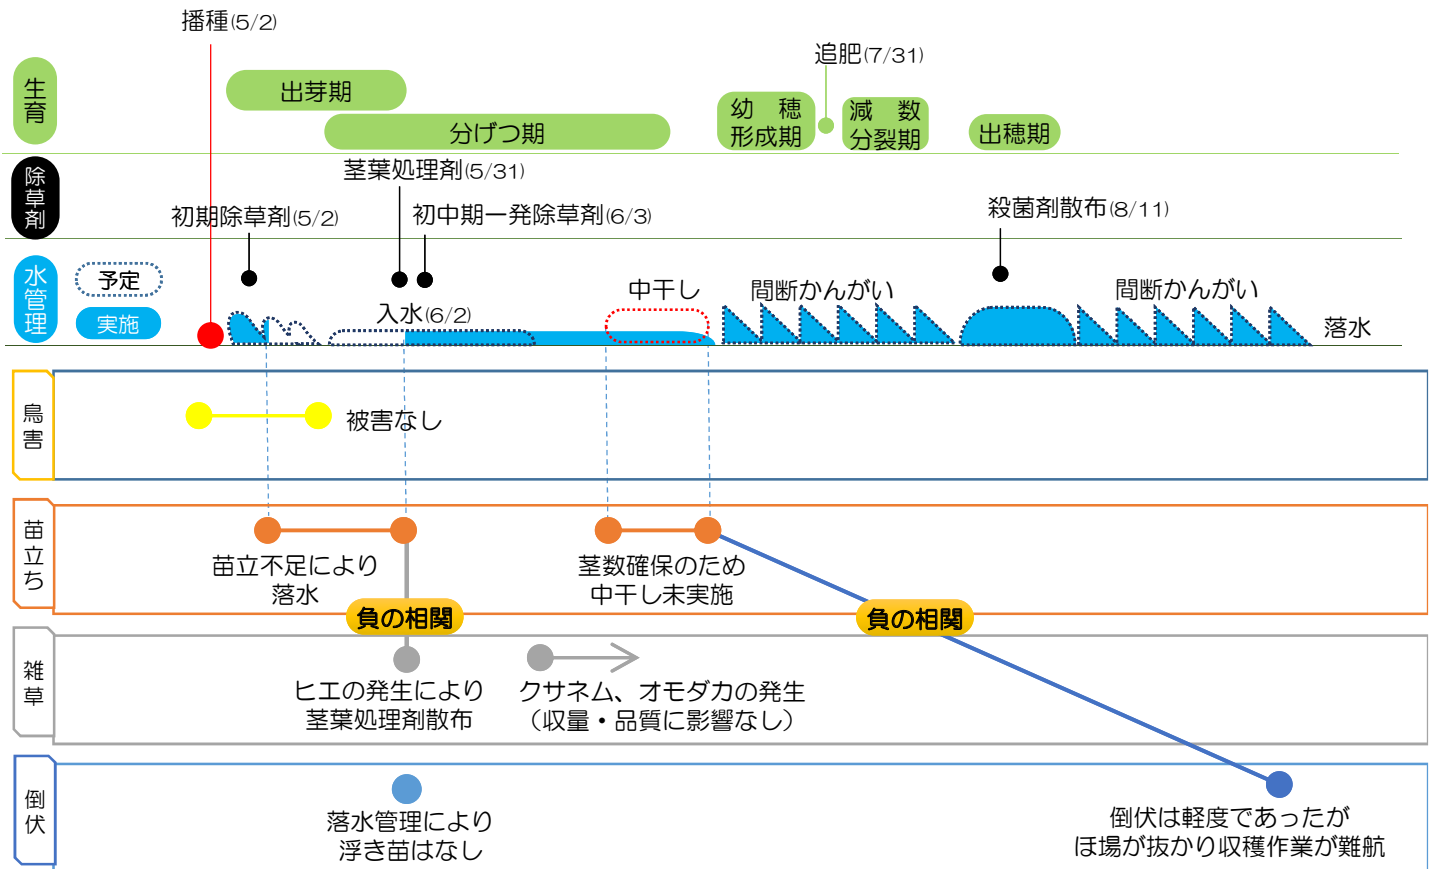 播種(5/2)
追肥(7/31)
生育
出芽期
分げつ期
幼　穂
形成期
減　数
分裂期
出穂期
除草剤
茎葉処理剤(5/31)
初期除草剤(5/2)
初中期一発除草剤(6/3)
殺菌剤散布(8/11)
水管理
予定
実施
入水(6/2)
中干し
間断かんがい
間断かんがい
落水
鳥害
被害なし
苗立ち
苗立不足により
落水
茎数確保のため
中干し未実施
負の相関
負の相関
雑草
ヒエの発生により
茎葉処理剤散布
クサネム、オモダカの発生
（収量・品質に影響なし）
倒伏
落水管理により
浮き苗はなし
倒伏は軽度であったが
ほ場が抜かり収穫作業が難航